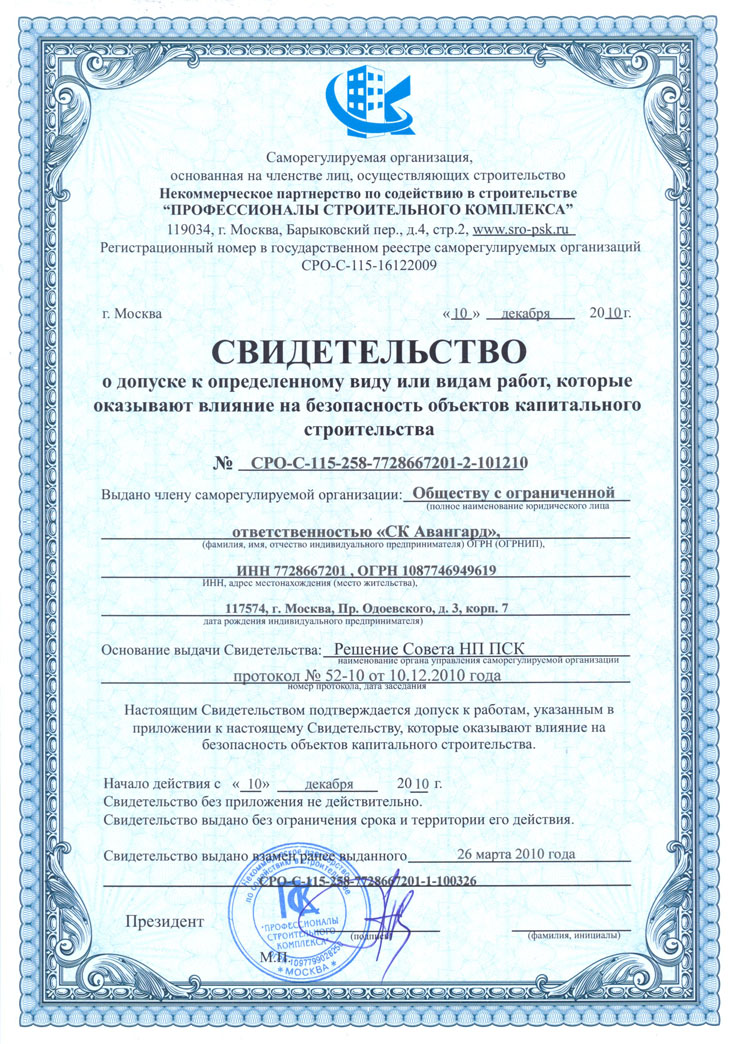 Саморегулируемая организация,
основанная на членстве лиц, осуществляющих строительство
Некоммерческое партнерство по содействию в строительстве
“ПРОФЕССИОНАЛЫ СТРОИТЕЛЬНОГО КОМПЛЕКСА”
119034, г. Москва, Барыковский пер., д.4, стр.2, www.sro-psk.ru
Регистрационный номер в государственном реестре саморегулируемых организаций
СРО-С-115-16122009
г. Москва «10» декабря 2010г.
СВИДЕТЕЛЬСТВО
о допуске к определенному виду или видам работ, которые
оказывают влияние на безопасность объектов капитального
строительства
№ СРО-С-115-258-7728667201-2-101210
Выдано члену саморегулируемой организации: Обществу с ограниченной
(полное наименование юридического лица
ответственностью «СК Авангард»,
(фамилия, имя, отчество индивидуального предпринимателя) ОГРН (ОГРНИП),
ИНН 7728667201 , ОГРН 1087746949619
ИНН, адрес местонахождения (место жительства),
117574, г. Москва, Пр. Одоевского, д. 3, корп. 7
дата рождения индивидуального предпринимателя)
Основание выдачи Свидетельства: Решение Совета НП ПСК
наименование органа управления саморегулируемой организации
протокол № 52-10 от 10.12.2010 года
номер протокола, дата заседания
Настоящим Свидетельством подтверждается допуск к работам, указанным в
приложении к настоящему Свидетельству, которые оказывают влияние на
безопасность объектов капитального строительства.
Начало действия с «10» декабря 2010 г.
Свидетельство без приложения не действительно.
Свидетельство выдано без ограничения срока и территории его действия.
Свидетельство выдано взамен ранее выданного 26 марта 2010 года
СРО-С-115-258-7728667201-1-100326
Президент
(подпись) (фамилия, инициалы)
М.П.
Некоммерческое партнерство
по содействию в строительстве
ПСК
“ПРОФЕССИОНАЛЫ
СТРОИТЕЛЬНОГО
КОМПЛЕКСА”
* МОСКВА *